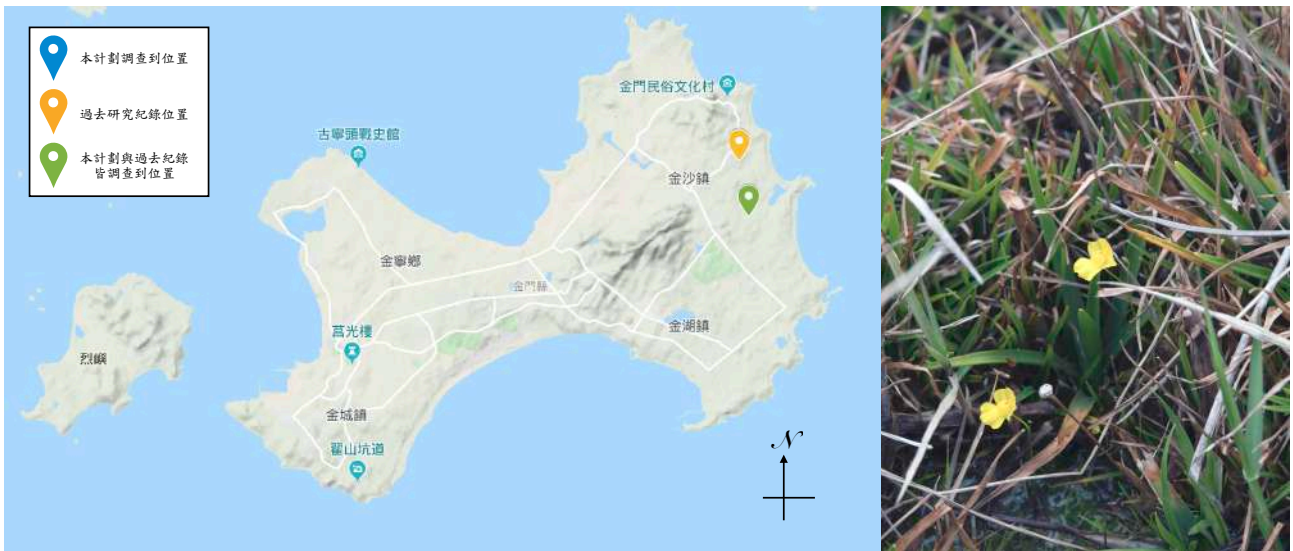 本計劃調查到位置
過去研究紀錄位置
本計劃與過去紀錄
皆調查到位置
金門民俗文化村
古寧頭戰史館
金沙鎮
金寧鄉
金門縣
金湖鎮
莒光樓
烈嶼
金城鎮
翟山坑道
N